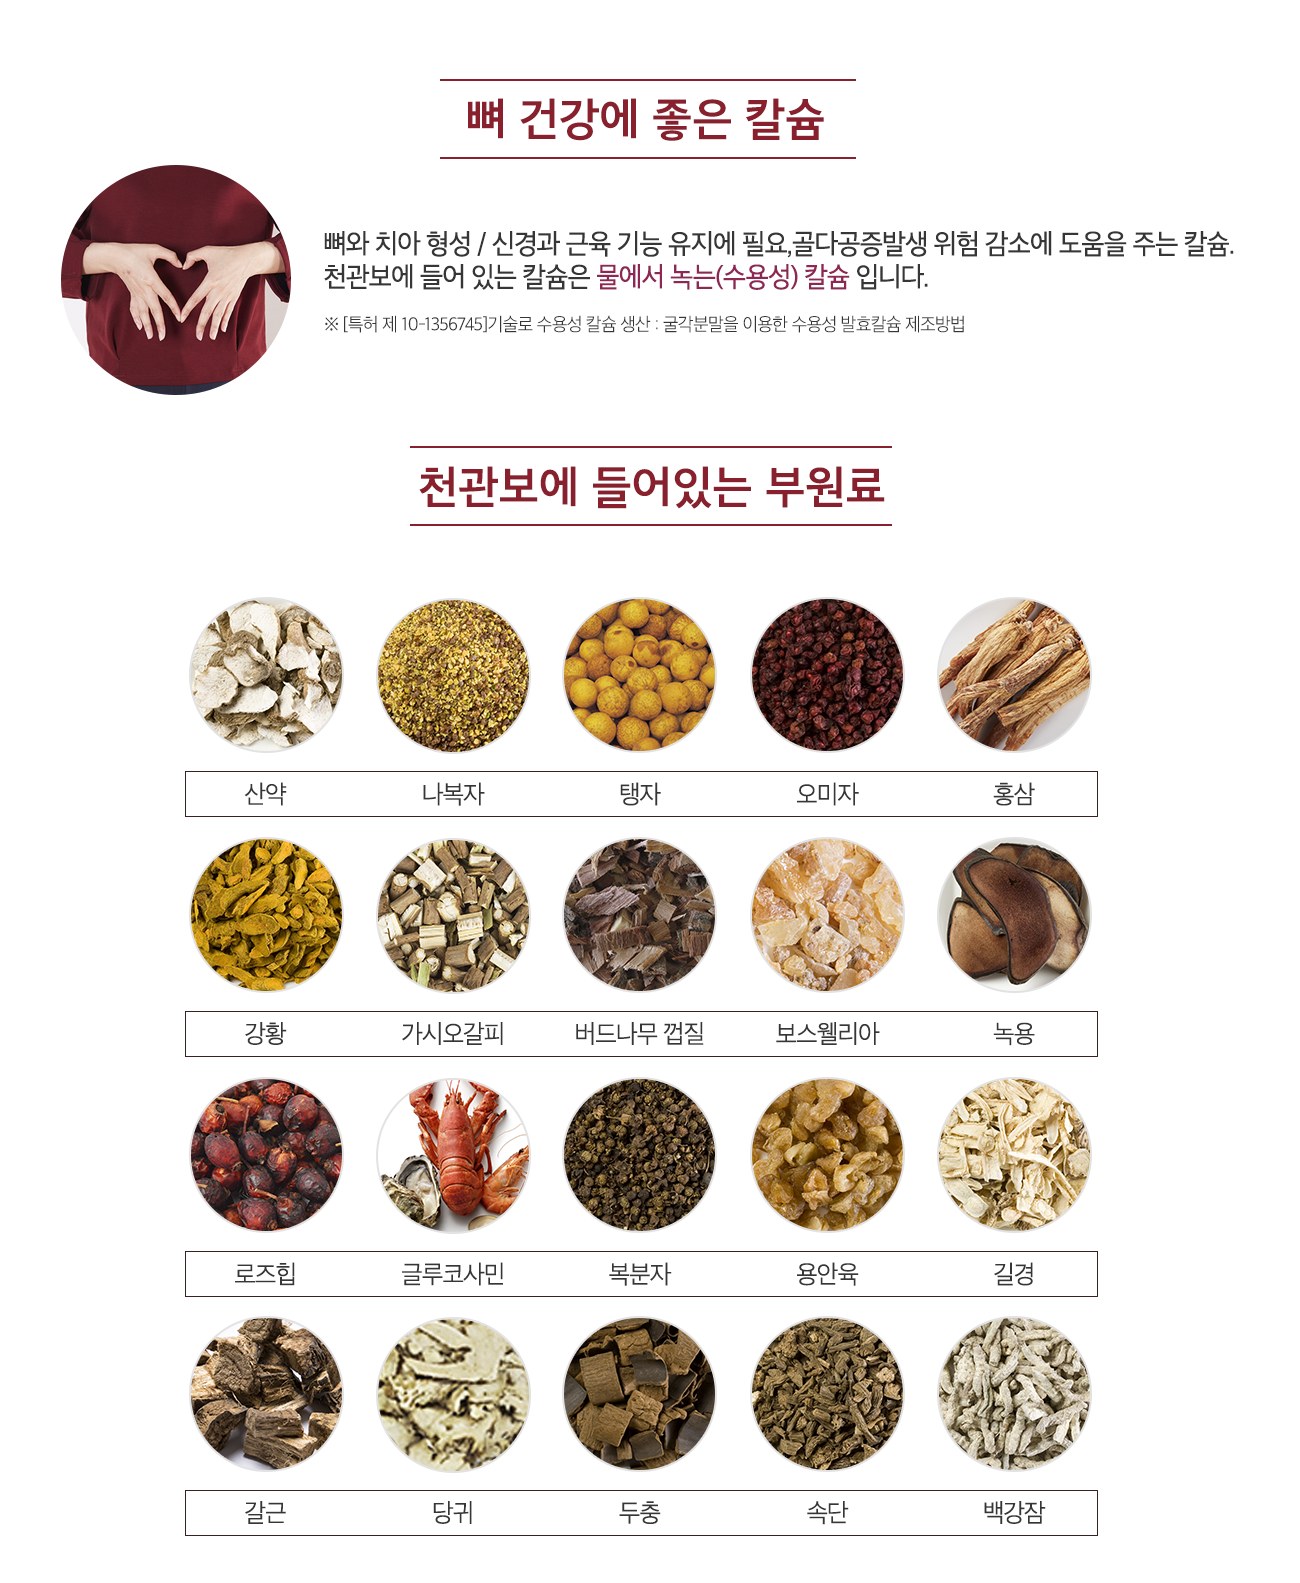 뼈 건강에 좋은 칼슘
뼈와 치아 형성 / 신경과 근육 기능 유지에 필요,골다공증발생 위험 감소에 도움을 주는 칼슘.
천관보에 들어 있는 칼슘은 물에서 녹는(수용성) 칼슘 입니다.
※ [특허 제 10-1356745]기술로 수용성 칼슘 생산 : 굴각분말을 이용한 수용성 발효칼슘 제조방법
천관보에 들어있는 부원료
산약 나복자 탱자 오미자 홍삼
강황 가시오갈피 버드나무 껍질 보스웰리아 녹용
로즈힙 글루코사민 복분자 용안육 길경
갈근 당귀 두충 속단 백강잠